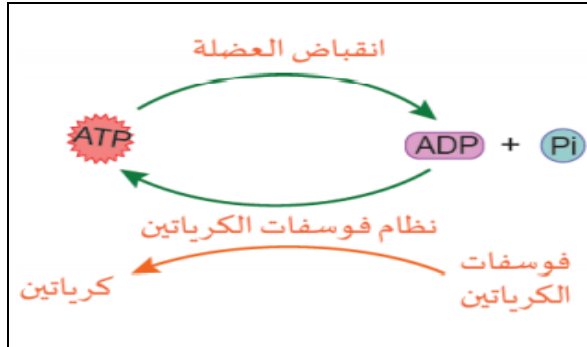 انقباض العضلة
ATP
ADP + Pi
نظام فوسفات الكرياتين
فوسفات
الكرياتين
كرياتين